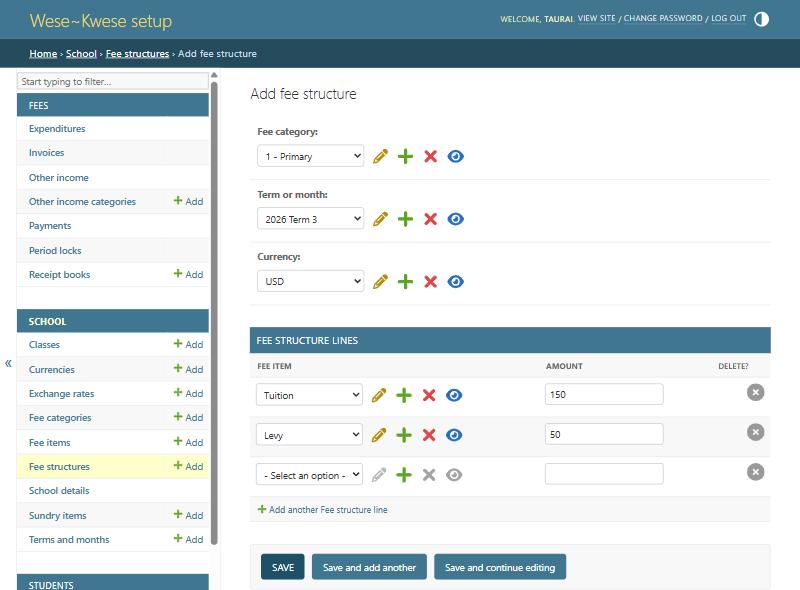 Wese~Kwese setup
WELCOME, TAURAI. VIEW SITE / CHANGE PASSWORD / LOG OUT
Home › School › Fee structures › Add fee structure
Start typing to filter...
FEES
Expenditures
Invoices
Other income
Other income categories + Add
Payments
Period locks
Receipt books + Add
SCHOOL
Classes + Add
Currencies + Add
Exchange rates + Add
Fee categories + Add
Fee items + Add
Fee structures + Add
School details
Sundry items + Add
Terms and months + Add
STUDENTS
«
Add fee structure
Fee category:
1 - Primary
Term or month:
2026 Term 3
Currency:
USD
FEE STRUCTURE LINES
FEE ITEM AMOUNT DELETE?
Tuition 150
Levy 50
- Select an option -
+ Add another Fee structure line
SAVE Save and add another Save and continue editing